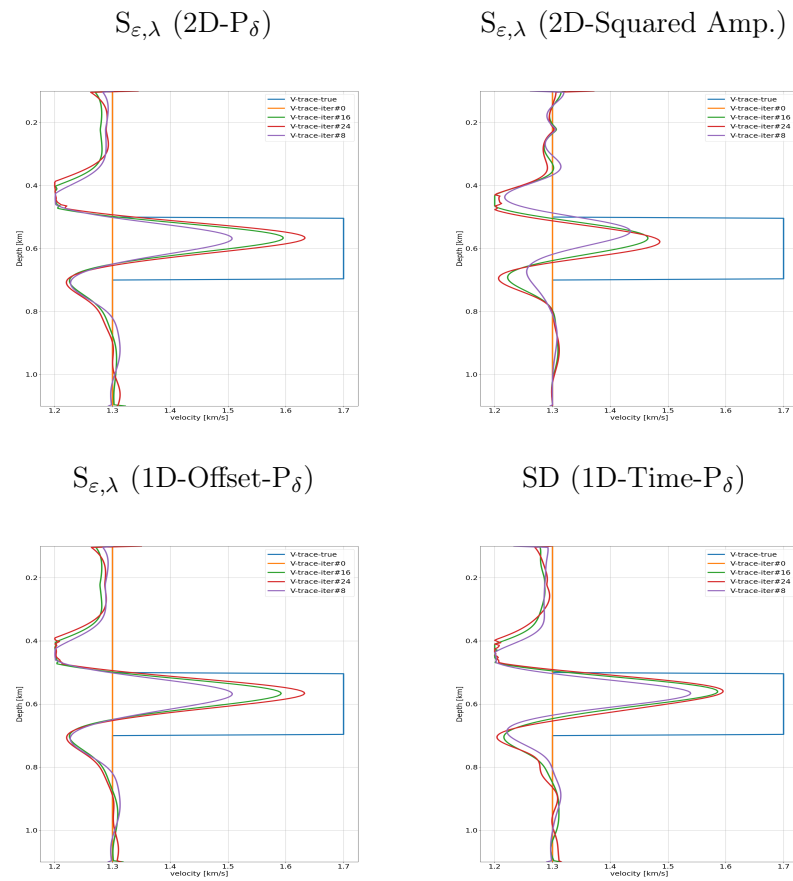 S_ε,λ (2D-P_δ)
S_ε,λ (2D-Squared Amp.)
V-trace-true
V-trace-iter#0
V-trace-iter#16
V-trace-iter#24
V-trace-iter#8
Depth [km]
0.2
0.4
0.6
0.8
1.0
1.2 1.3 1.4 1.5 1.6 1.7
velocity [km/s]
V-trace-true
V-trace-iter#0
V-trace-iter#16
V-trace-iter#24
V-trace-iter#8
Depth [km]
0.2
0.4
0.6
0.8
1.0
1.2 1.3 1.4 1.5 1.6 1.7
velocity [km/s]
S_ε,λ (1D-Offset-P_δ)
SD (1D-Time-P_δ)
V-trace-true
V-trace-iter#0
V-trace-iter#16
V-trace-iter#24
V-trace-iter#8
Depth [km]
0.2
0.4
0.6
0.8
1.0
1.2 1.3 1.4 1.5 1.6 1.7
velocity [km/s]
V-trace-true
V-trace-iter#0
V-trace-iter#16
V-trace-iter#24
V-trace-iter#8
Depth [km]
0.2
0.4
0.6
0.8
1.0
1.2 1.3 1.4 1.5 1.6 1.7
velocity [km/s]